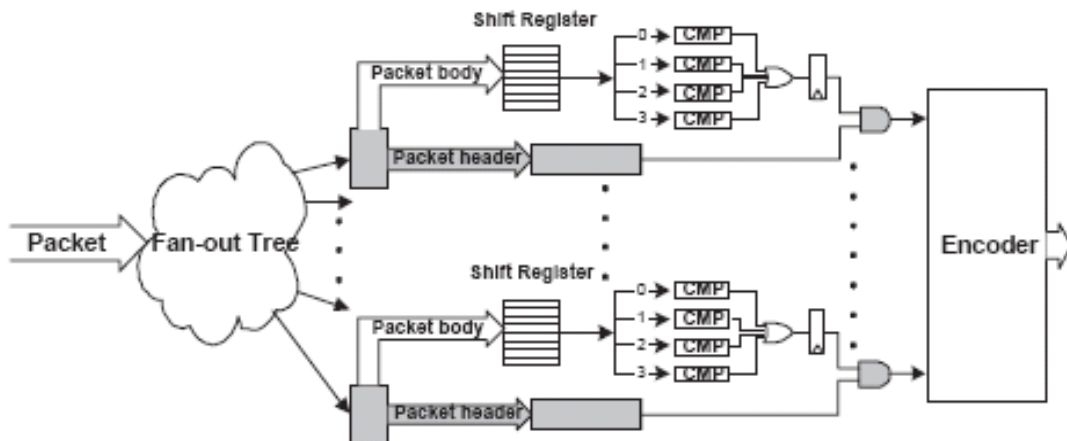 Shift Register
Packet body
0 CMP
1 CMP
2 CMP
3 CMP
Packet header
Packet
Fan-out Tree
Encoder
Shift Register
Packet body
0 CMP
1 CMP
2 CMP
3 CMP
Packet header